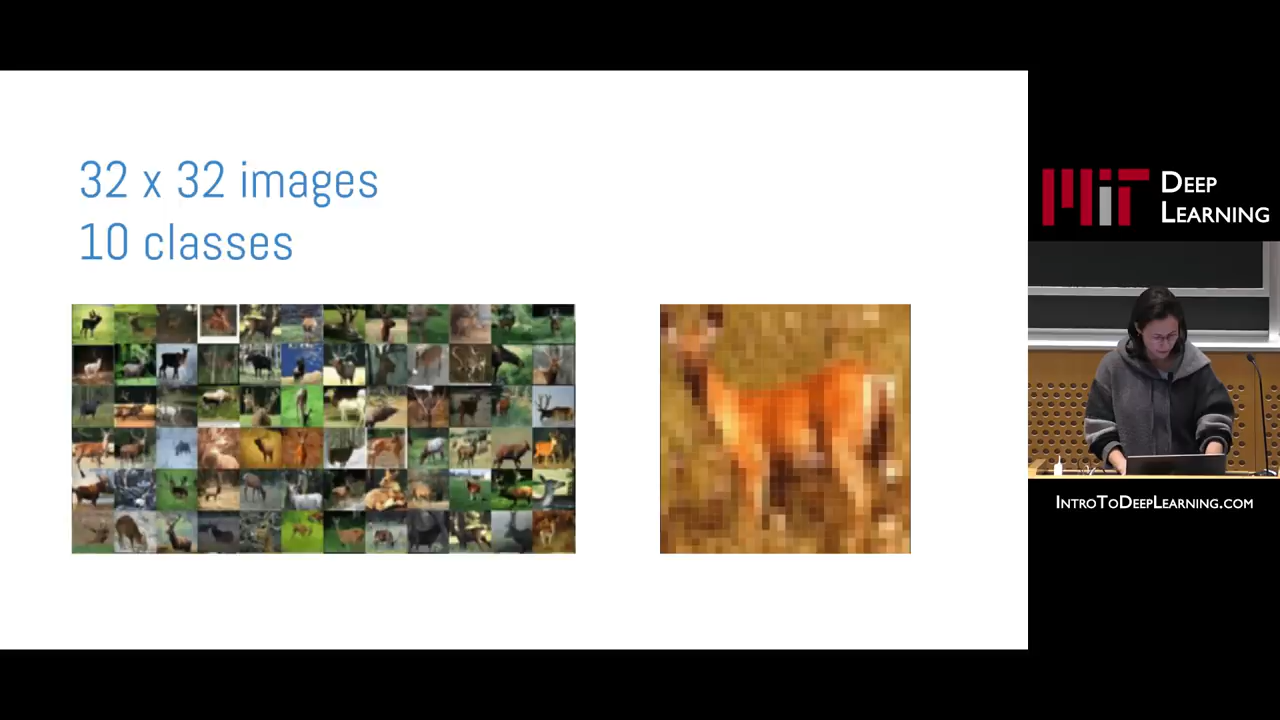 32 x 32 images
10 classes
MIT
DEEP
LEARNING
INTROTODEEPLEARNING.COM